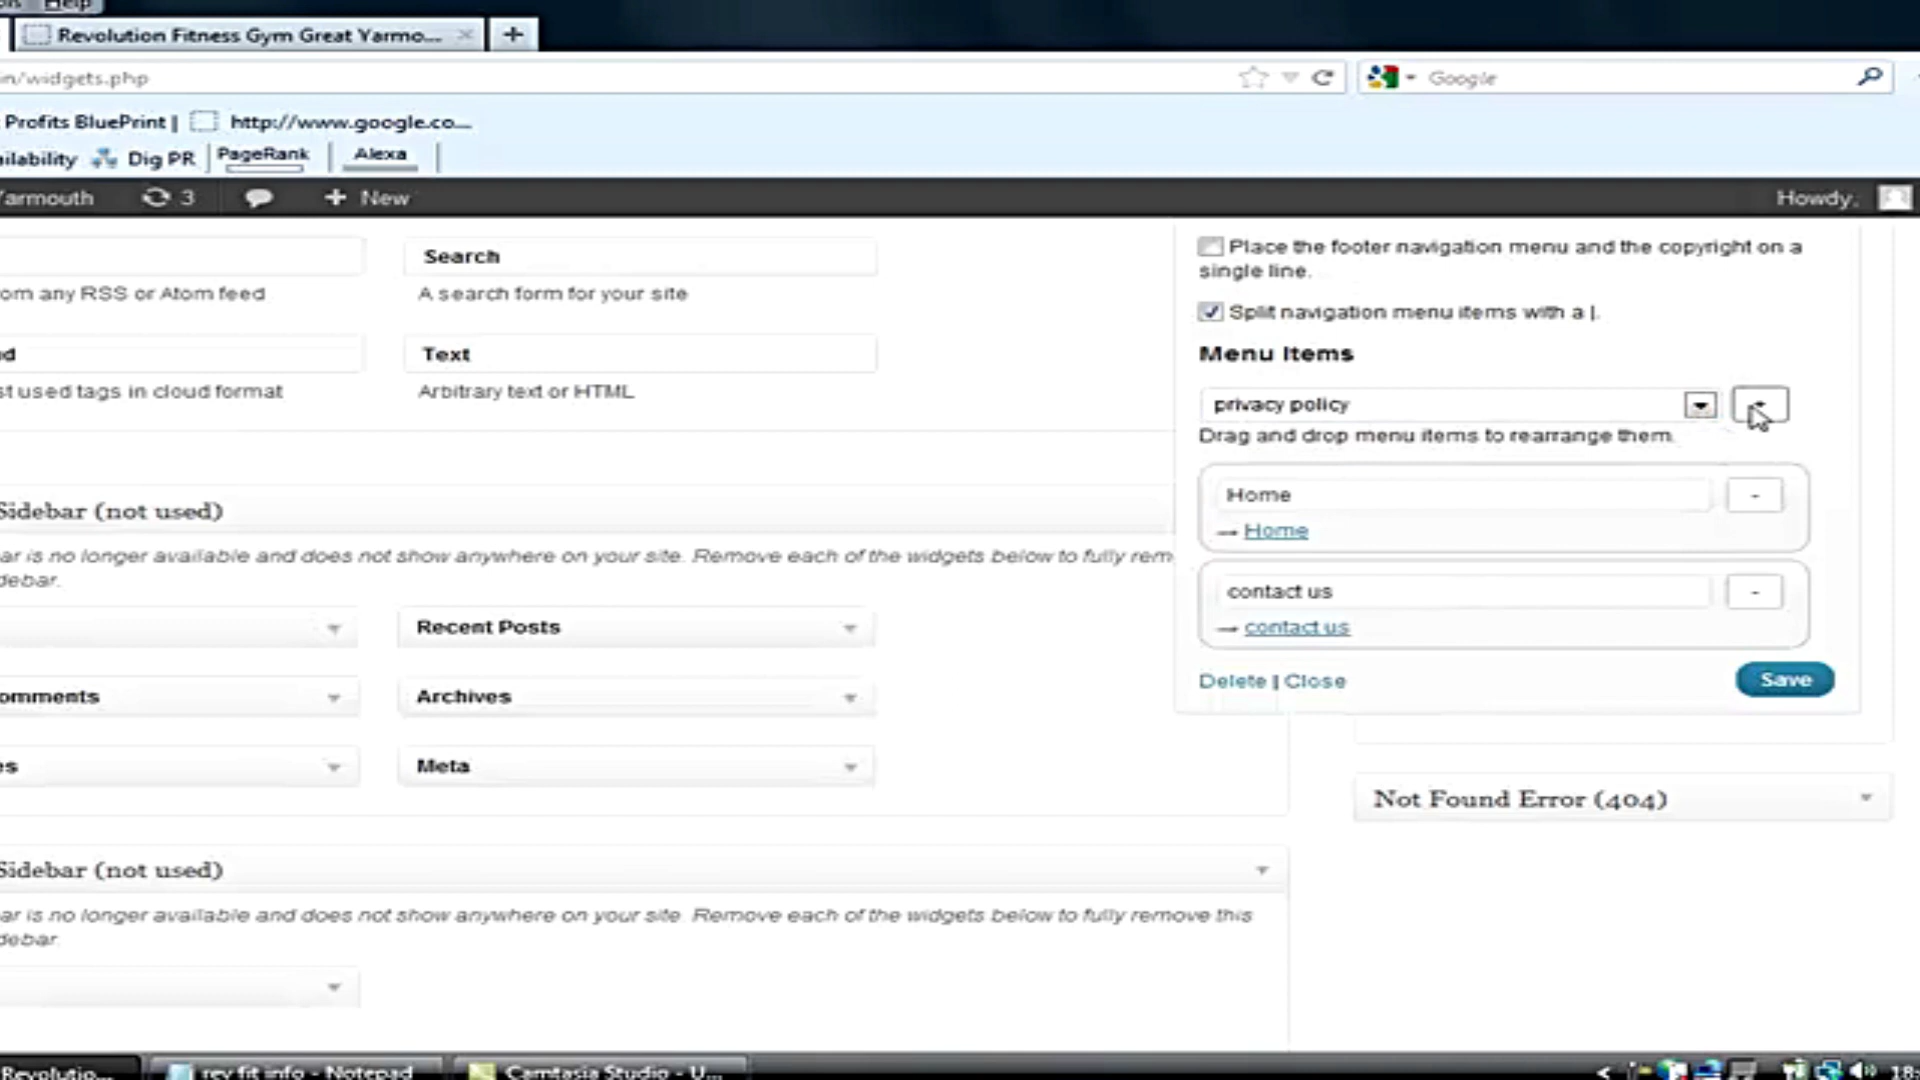 Help
Revolution Fitness Gym Great Yarmo...
in/widgets.php
Google
Profits BluePrint |
http://www.google.co...
ailability
Dig PR
PageRank
Alexa
Yarmouth
3
+ New
Howdy,
Search
Place the footer navigation menu and the copyright on a
single line.
om any RSS or Atom feed
A search form for your site
Split navigation menu items with a |.
Text
Menu Items
st used tags in cloud format
Arbitrary text or HTML
privacy policy
Drag and drop menu items to rearrange them.
Home
-
→ Home
Sidebar (not used)
ar is no longer available and does not show anywhere on your site. Remove each of the widgets below to fully rem
debar.
contact us
-
→ contact us
Recent Posts
Delete | Close
Save
omments
Archives
es
Meta
Not Found Error (404)
Sidebar (not used)
ar is no longer available and does not show anywhere on your site. Remove each of the widgets below to fully remove this
debar.
Revolutio...
rev fit info - Notepad
Camtasia Studio - U...
18: